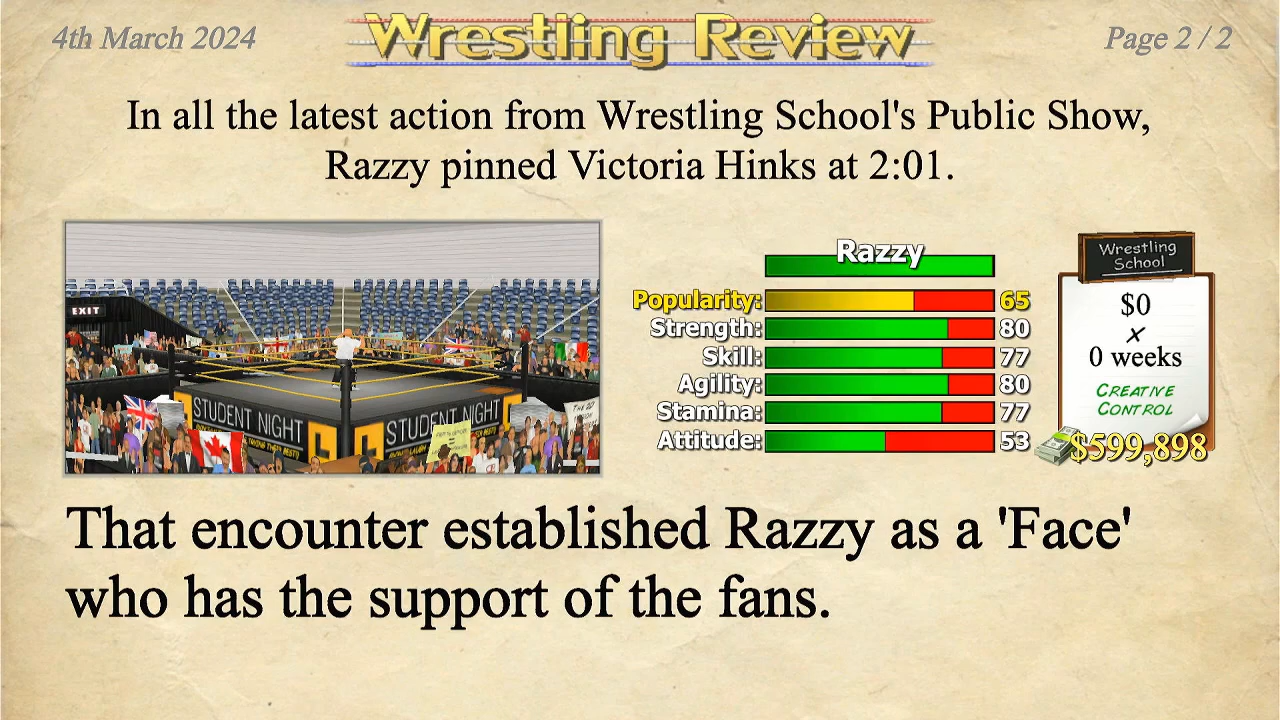 4th March 2024
Wrestling Review
Page 2 / 2
In all the latest action from Wrestling School's Public Show,
Razzy pinned Victoria Hinks at 2:01.
EXIT
STUDENT NIGHT
STUDENT NIGHT
Razzy
Popularity: 65
Strength: 80
Skill: 77
Agility: 80
Stamina: 77
Attitude: 53
Wrestling
School
$0
x
0 weeks
CREATIVE
CONTROL
$599,898
That encounter established Razzy as a 'Face'
who has the support of the fans.